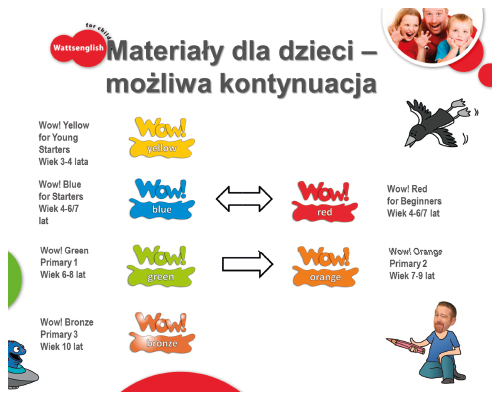 for child
Wattsenglish
Materiały dla dzieci –
możliwa kontynuacja
Wow! Yellow
for Young
Starters
Wiek 3-4 lata
Wow!
yellow
Wow! Blue
for Starters
Wiek 4-6/7
lat
Wow!
blue
Wow!
red
Wow! Red
for Beginners
Wiek 4-6/7 lat
Wow! Green
Primary 1
Wiek 6-8 lat
Wow!
green
Wow!
orange
Wow! Orange
Primary 2
Wiek 7-9 lat
Wow! Bronze
Primary 3
Wiek 10 lat
Wow!
bronze